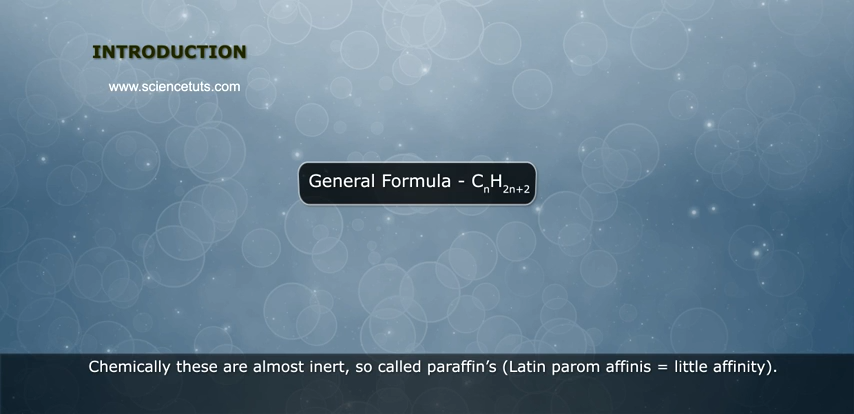 INTRODUCTION
www.sciencetuts.com
General Formula - CₙH₂ₙ₊₂
Chemically these are almost inert, so called paraffin’s (Latin parom affinis = little affinity).